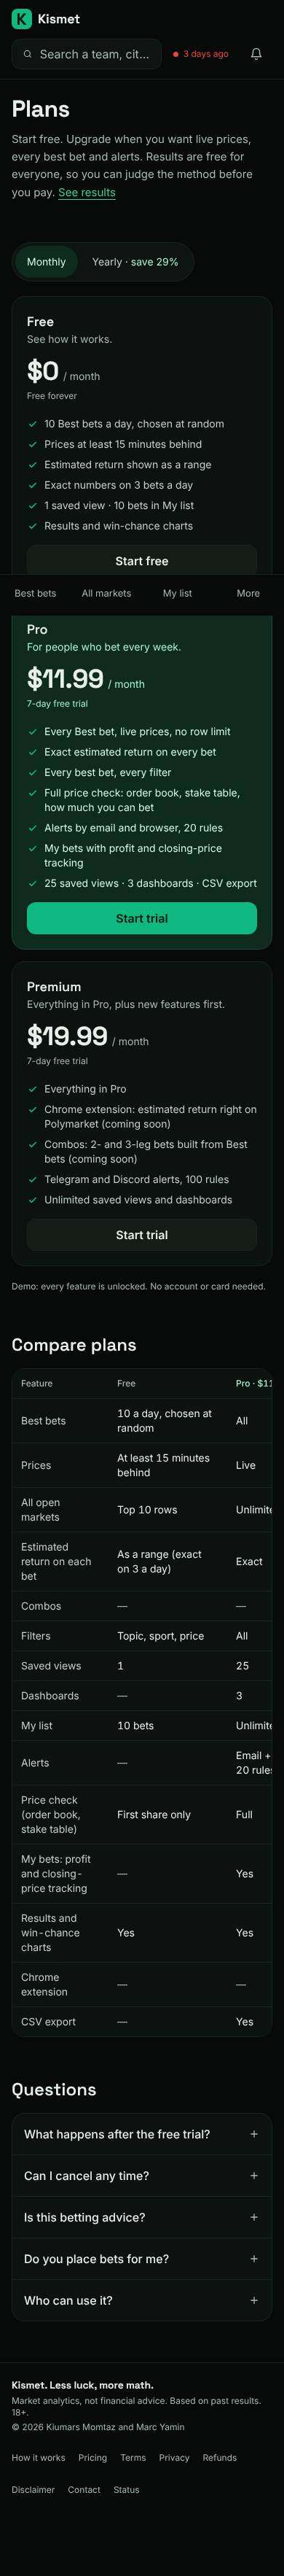 Kismet
Search a team, cit...
3 days ago
Plans
Start free. Upgrade when you want live prices,
every best bet and alerts. Results are free for
everyone, so you can judge the method before
you pay. See results
Monthly
Yearly · save 29%
Free
See how it works.
$0 / month
Free forever
10 Best bets a day, chosen at random
Prices at least 15 minutes behind
Estimated return shown as a range
Exact numbers on 3 bets a day
1 saved view · 10 bets in My list
Results and win-chance charts
Start free
Best bets All markets My list More
Pro
For people who bet every week.
$11.99 / month
7-day free trial
Every Best bet, live prices, no row limit
Exact estimated return on every bet
Every best bet, every filter
Full price check: order book, stake table,
how much you can bet
Alerts by email and browser, 20 rules
My bets with profit and closing-price
tracking
25 saved views · 3 dashboards · CSV export
Start trial
Premium
Everything in Pro, plus new features first.
$19.99 / month
7-day free trial
Everything in Pro
Chrome extension: estimated return right on
Polymarket (coming soon)
Combos: 2- and 3-leg bets built from Best
bets (coming soon)
Telegram and Discord alerts, 100 rules
Unlimited saved views and dashboards
Start trial
Demo: every feature is unlocked. No account or card needed.
Compare plans
Feature Free Pro · $11
Best bets
10 a day, chosen at
random
All
Prices
At least 15 minutes
behind
Live
All open
markets
Top 10 rows
Unlimite
Estimated
return on each
bet
As a range (exact
on 3 a day)
Exact
Combos — —
Filters Topic, sport, price All
Saved views 1 25
Dashboards — 3
My list 10 bets Unlimite
Alerts
—
Email +
20 rules
Price check
(order book,
stake table)
First share only
Full
My bets: profit
and closing-
price tracking
—
Yes
Results and
win-chance
charts
Yes
Yes
Chrome
extension
—
—
CSV export — Yes
Questions
What happens after the free trial? +
Can I cancel any time? +
Is this betting advice? +
Do you place bets for me? +
Who can use it? +
Kismet. Less luck, more math.
Market analytics, not financial advice. Based on past results.
18+.
© 2026 Kiumars Momtaz and Marc Yamin
How it works Pricing Terms Privacy Refunds
Disclaimer Contact Status